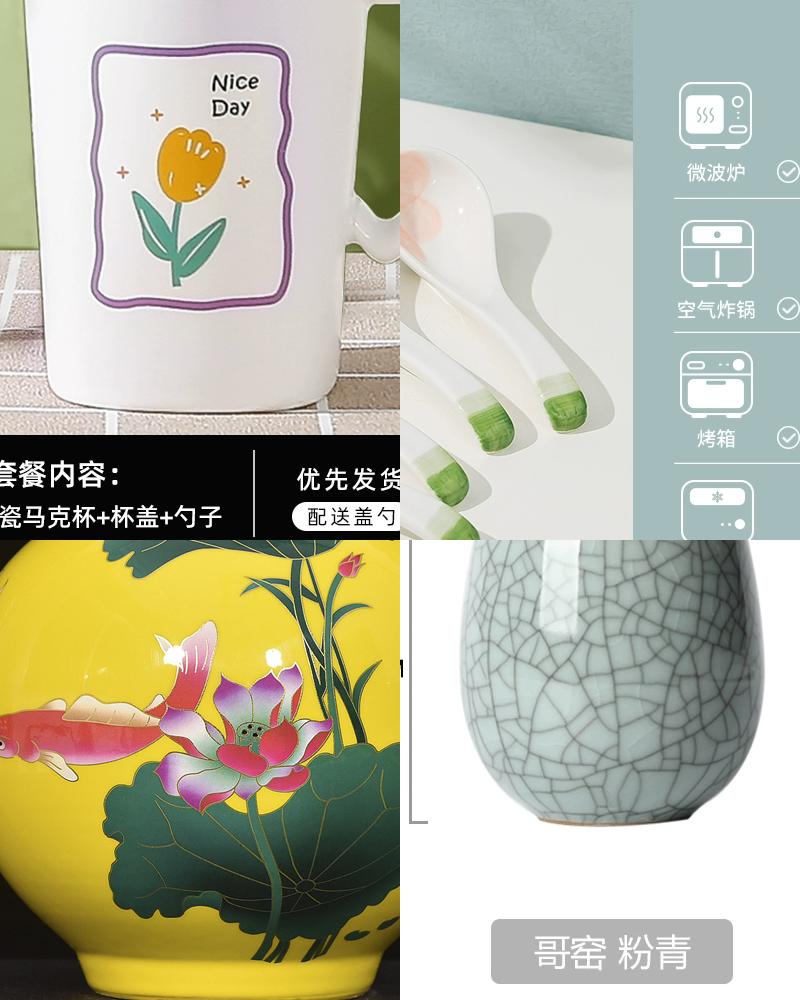 Nice
Day
套餐内容：
瓷马克杯+杯盖+勺子
优先发货
配送盖勺
微波炉
空气炸锅
烤箱
哥窑 粉青